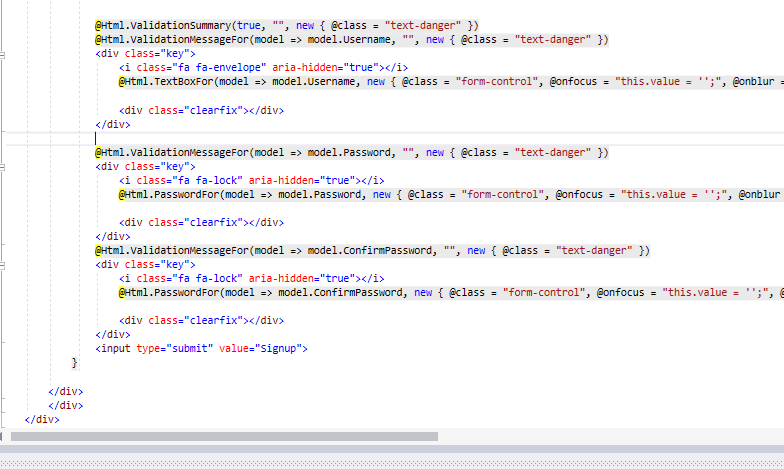 @Html.ValidationSummary(true, "", new { @class = "text-danger" })
@Html.ValidationMessageFor(model => model.Username, "", new { @class = "text-danger" })
<div class="key">
<i class="fa fa-envelope" aria-hidden="true"></i>
@Html.TextBoxFor(model => model.Username, new { @class = "form-control", @onfocus = "this.value = '';", @onblur =
<div class="clearfix"></div>
</div>
@Html.ValidationMessageFor(model => model.Password, "", new { @class = "text-danger" })
<div class="key">
<i class="fa fa-lock" aria-hidden="true"></i>
@Html.PasswordFor(model => model.Password, new { @class = "form-control", @onfocus = "this.value = '';", @onblur
<div class="clearfix"></div>
</div>
@Html.ValidationMessageFor(model => model.ConfirmPassword, "", new { @class = "text-danger" })
<div class="key">
<i class="fa fa-lock" aria-hidden="true"></i>
@Html.PasswordFor(model => model.ConfirmPassword, new { @class = "form-control", @onfocus = "this.value = '';", @
<div class="clearfix"></div>
</div>
<input type="submit" value="Signup">
}
</div>
</div>
</div>